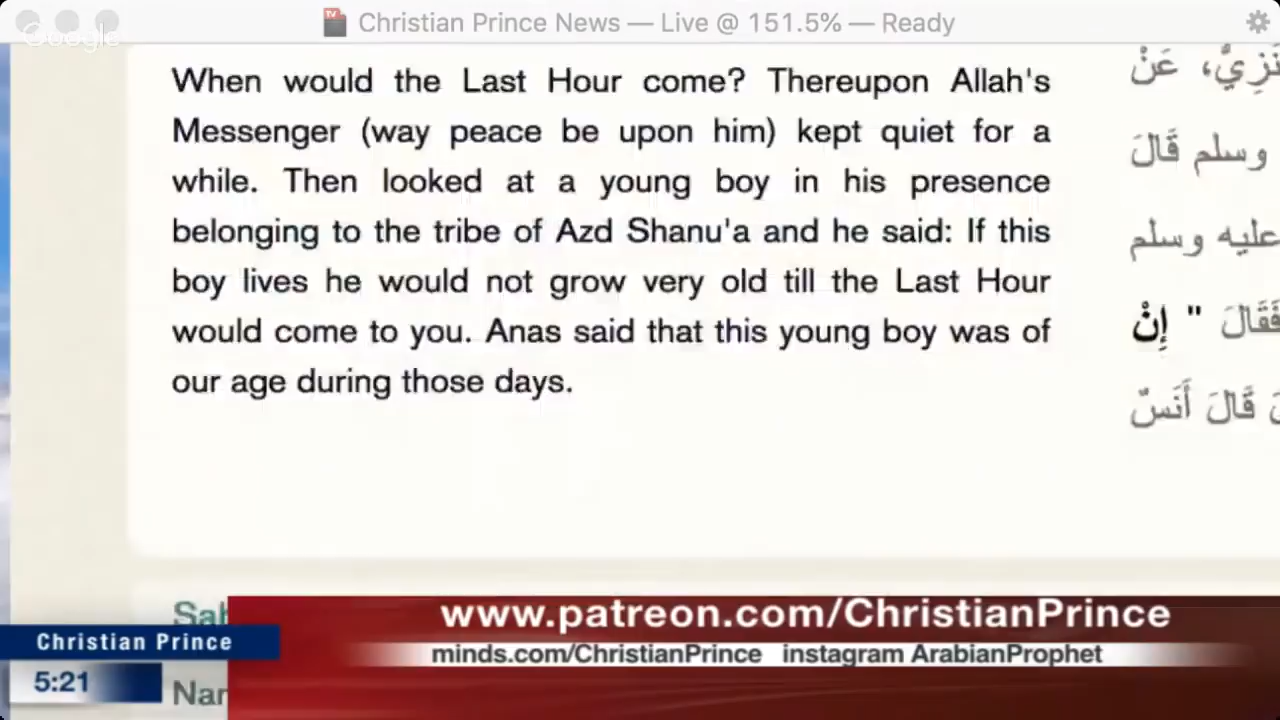 Christian Prince News — Live @ 151.5% — Ready
Google
When would the Last Hour come? Thereupon Allah's
Messenger (way peace be upon him) kept quiet for a
while. Then looked at a young boy in his presence
belonging to the tribe of Azd Shanu'a and he said: If this
boy lives he would not grow very old till the Last Hour
would come to you. Anas said that this young boy was of
our age during those days.
نَزِيُّ، عَنْ
وسلم قَالَ
عليه وسلم
فَقَالَ " إِنْ
قَالَ أَنَسٌ
www.patreon.com/ChristianPrince
Christian Prince
minds.com/ChristianPrince instagram ArabianProphet
5:21